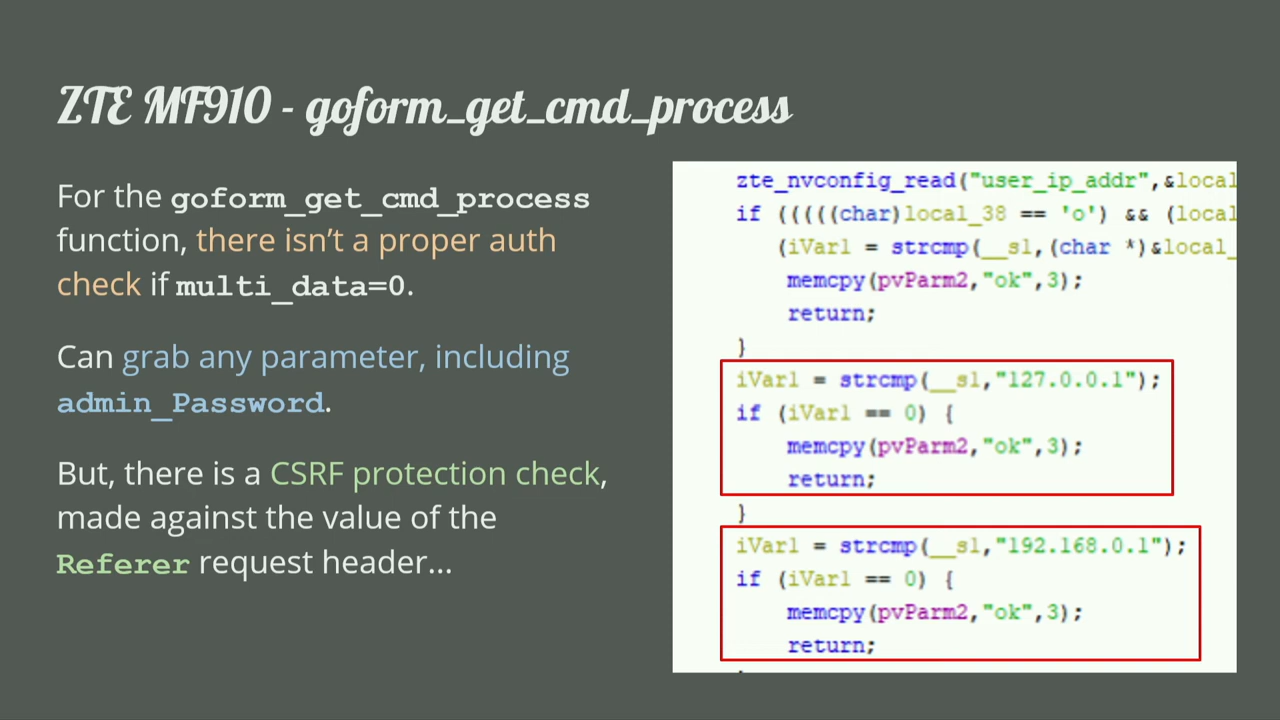 ZTE MF910 - goform_get_cmd_process
For the goform_get_cmd_process
function, there isn't a proper auth
check if multi_data=0.
Can grab any parameter, including
admin_Password.
But, there is a CSRF protection check,
made against the value of the
Referer request header...
zte_nvconfig_read("user_ip_addr",&local
if (((((char)local_38 == 'o') && (local
(iVar1 = strcmp(__s1,(char *)&local_
memcpy(pvParm2,"ok",3);
return;
}
iVar1 = strcmp(__s1,"127.0.0.1");
if (iVar1 == 0) {
memcpy(pvParm2,"ok",3);
return;
}
iVar1 = strcmp(__s1,"192.168.0.1");
if (iVar1 == 0) {
memcpy(pvParm2,"ok",3);
return;